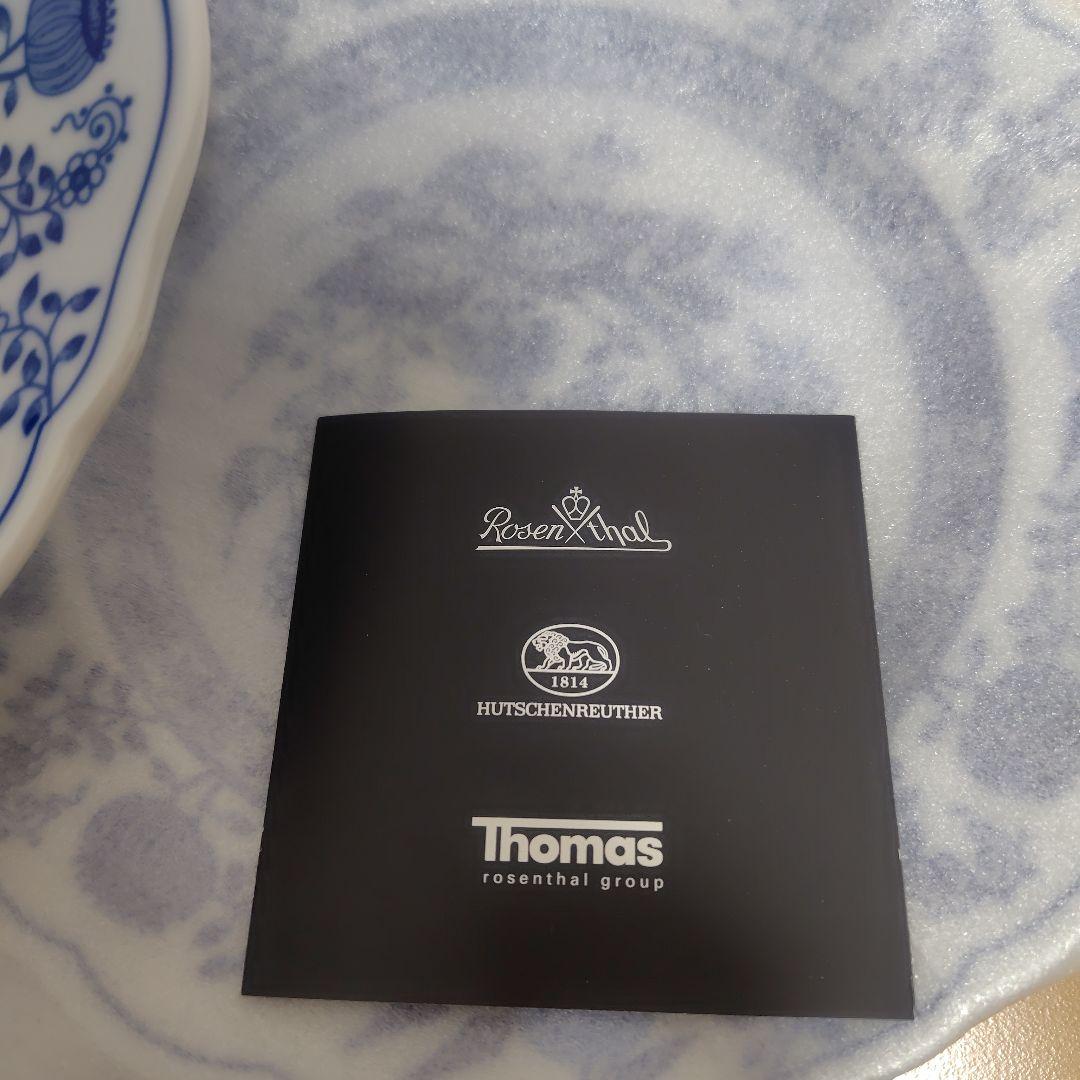 Rosenthal
1814
HUTSCHENREUTHER
Thomas
rosenthal group